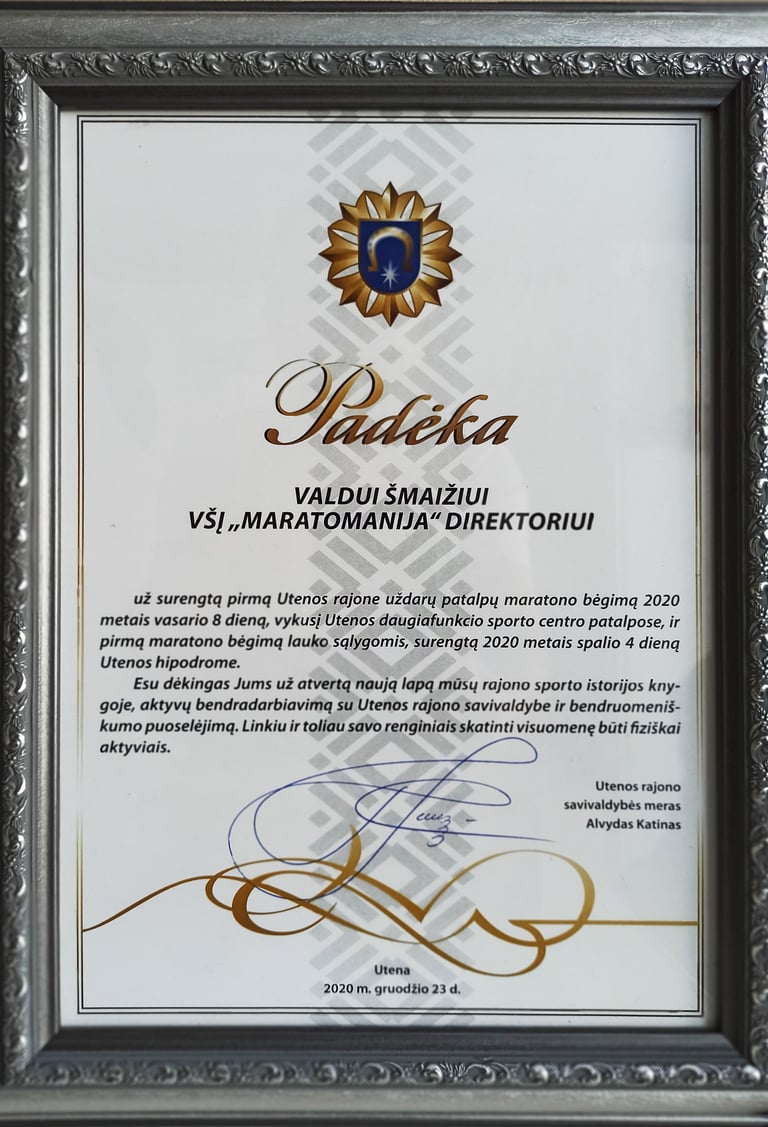 Padėka
VALDUI ŠMAIŽIUI
VŠĮ „MARATOMANIJA“ DIREKTORIUI
už surengtą pirmą Utenos rajone uždarų patalpų maratono bėgimą 2020
metais vasario 8 dieną, vykusį Utenos daugiafunkcio sporto centro patalpose, ir
pirmą maratono bėgimą lauko sąlygomis, surengtą 2020 metais spalio 4 dieną
Utenos hipodrome.
Esu dėkingas Jums už atvertą naują lapą mūsų rajono sporto istorijos kny-
goje, aktyvų bendradarbiavimą su Utenos rajono savivaldybe ir bendruomeniš-
kumo puoselėjimą. Linkiu ir toliau savo renginiais skatinti visuomenę būti fiziškai
aktyviais.
Utenos rajono
savivaldybės meras
Alvydas Katinas
Utena
2020 m. gruodžio 23 d.